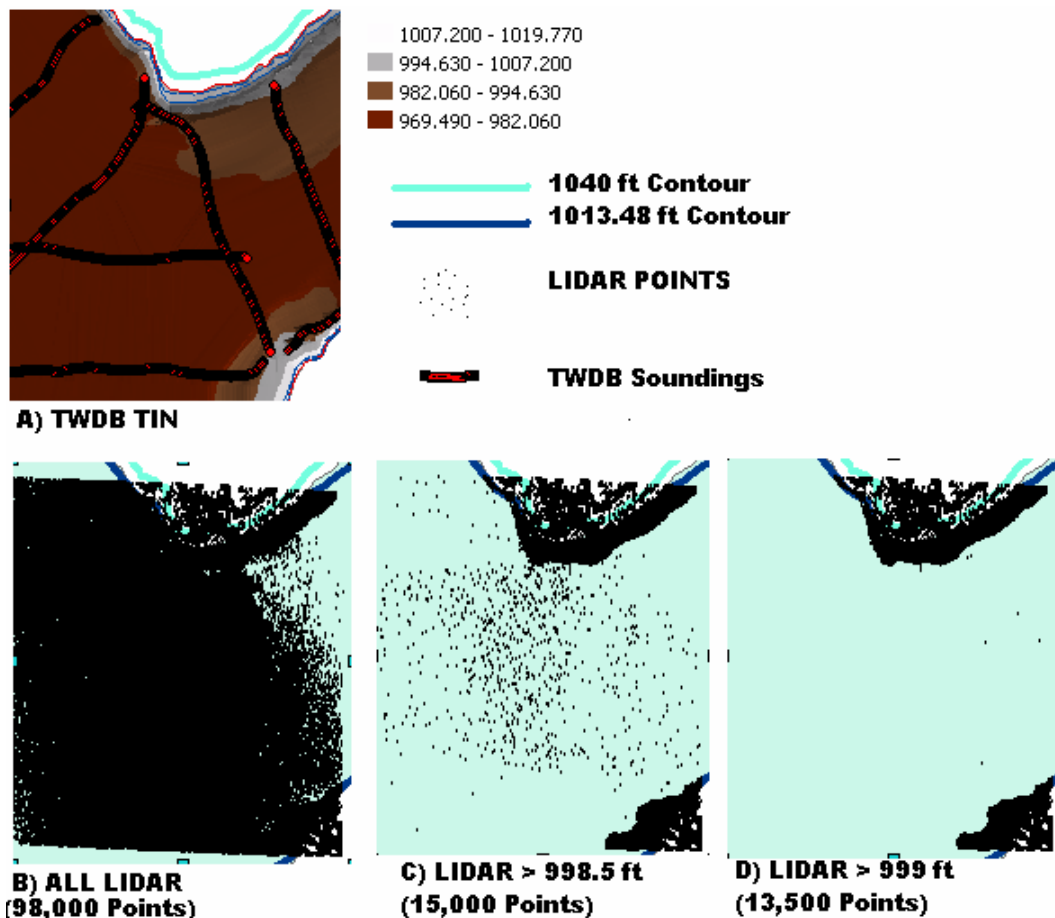 1007.200 - 1019.770
994.630 - 1007.200
982.060 - 994.630
969.490 - 982.060
1040 ft Contour
1013.48 ft Contour
LIDAR POINTS
TWDB Soundings
A) TWDB TIN
B) ALL LIDAR
(98,000 Points)
C) LIDAR > 998.5 ft
(15,000 Points)
D) LIDAR > 999 ft
(13,500 Points)